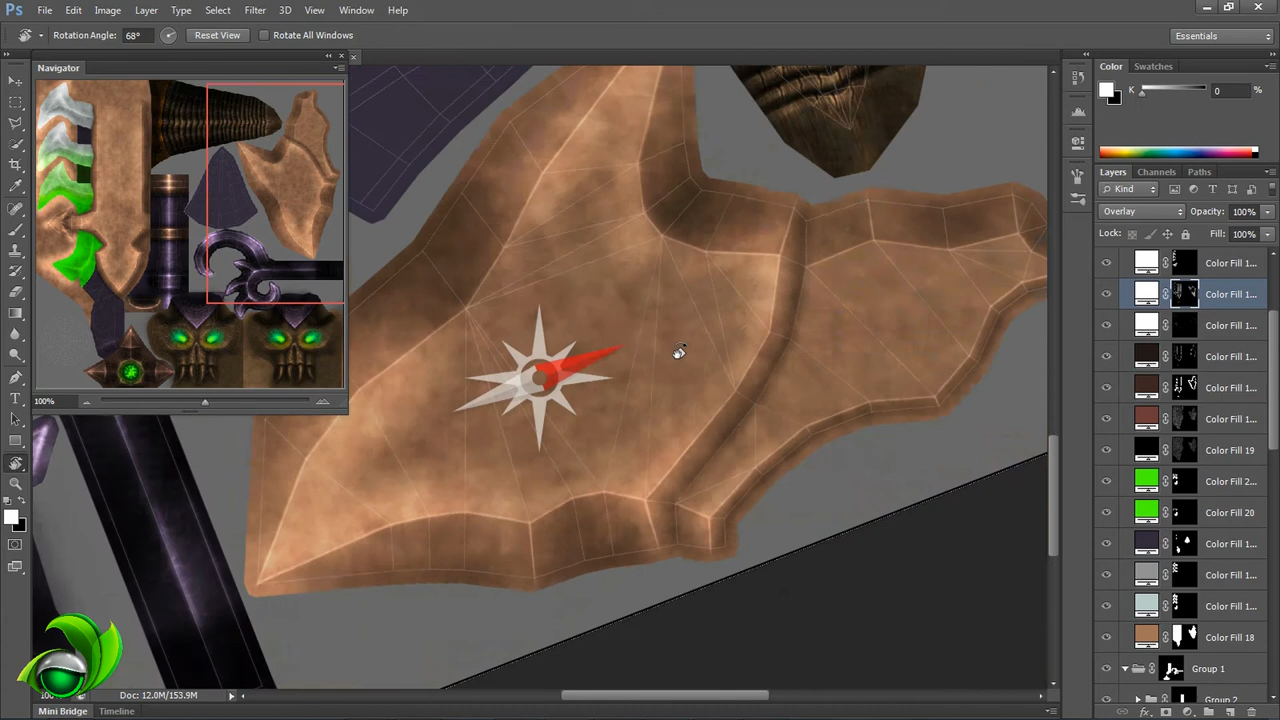 Ps File Edit Image Layer Type Select Filter 3D View Window Help
Rotation Angle: 68° Reset View Rotate All Windows Essentials
Navigator
100%
Color Swatches
K 0 %
Layers Channels Paths
Kind
Overlay Opacity: 100%
Lock: Fill: 100%
Color Fill 1...
Color Fill 1...
Color Fill 1...
Color Fill 1...
Color Fill 1...
Color Fill 1...
Color Fill 19
Color Fill 2...
Color Fill 20
Color Fill 1...
Color Fill 1...
Color Fill 1...
Color Fill 18
Group 1
Group 2
Doc: 12.0M/153.9M
Mini Bridge Timeline